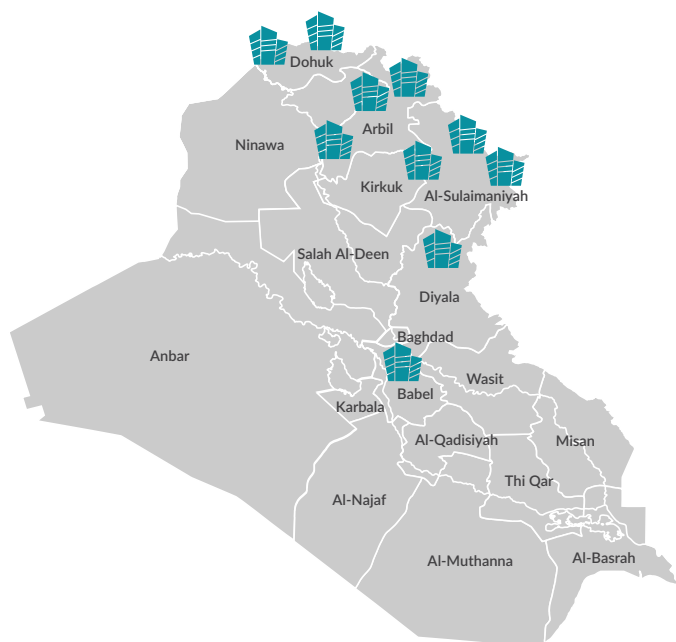 Dohuk
Arbil
Ninawa
Kirkuk
Al-Sulaimaniyah
Salah Al-Deen
Diyala
Baghdad
Anbar
Wasit
Babel
Karbala
Al-Qadisiyah
Misan
Thi Qar
Al-Najaf
Al-Muthanna
Al-Basrah